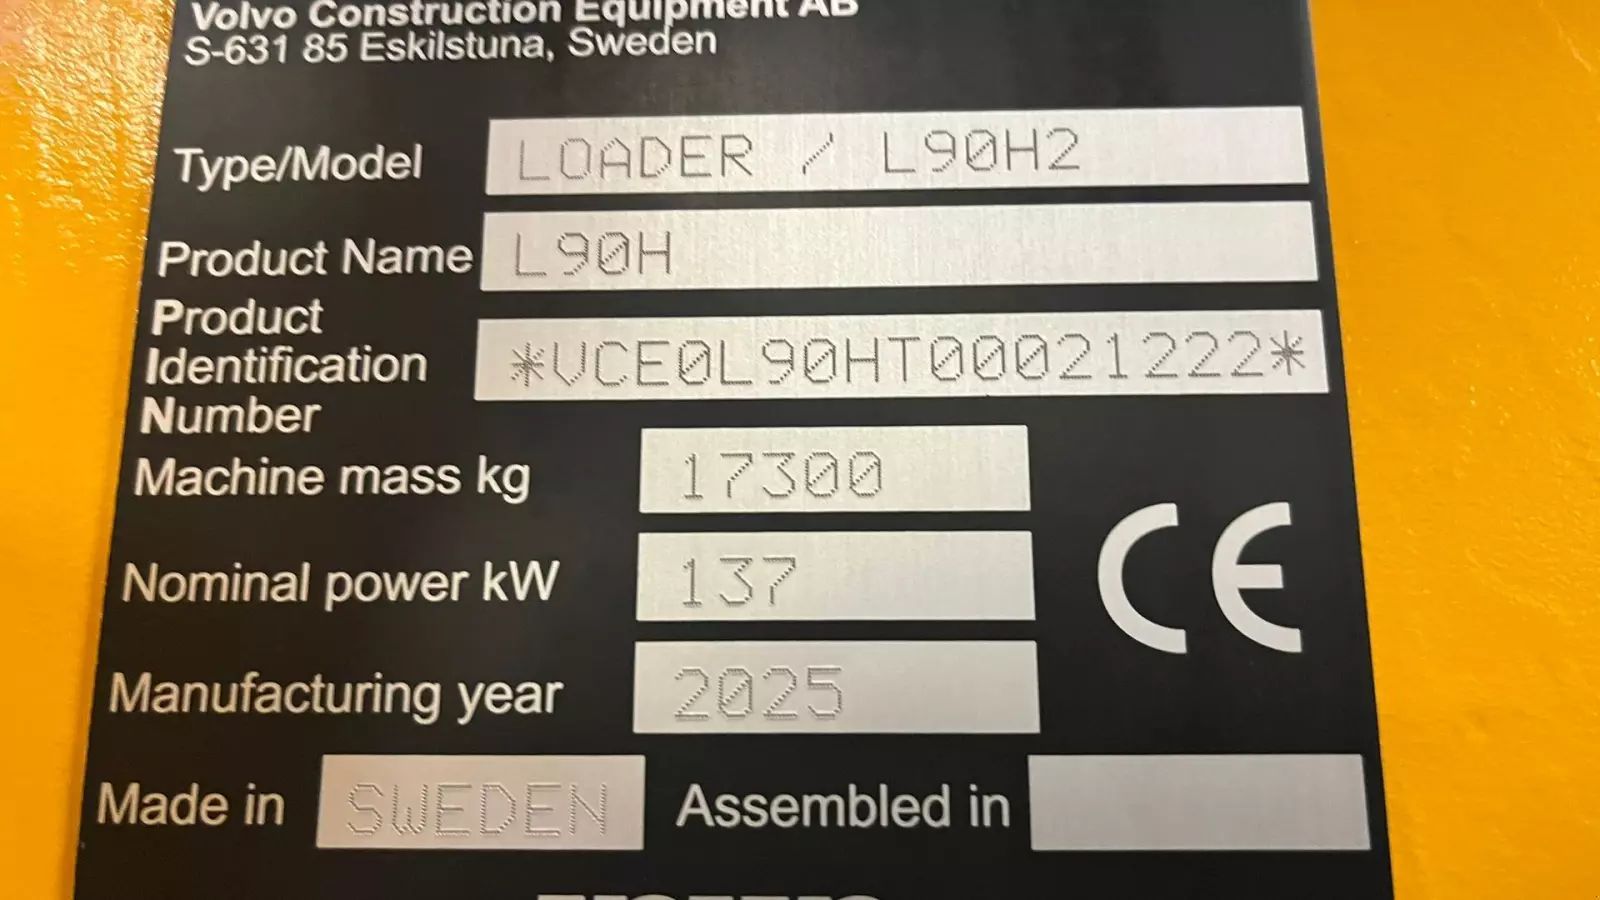 Volvo Construction Equipment AB
S-631 85 Eskilstuna, Sweden
Type/Model LOADER / L90H2
Product Name L90H
Product
Identification *VCE0L90HT00021222*
Number
Machine mass kg 17300
Nominal power kW 137
CE
Manufacturing year 2025
Made in SWEDEN Assembled in